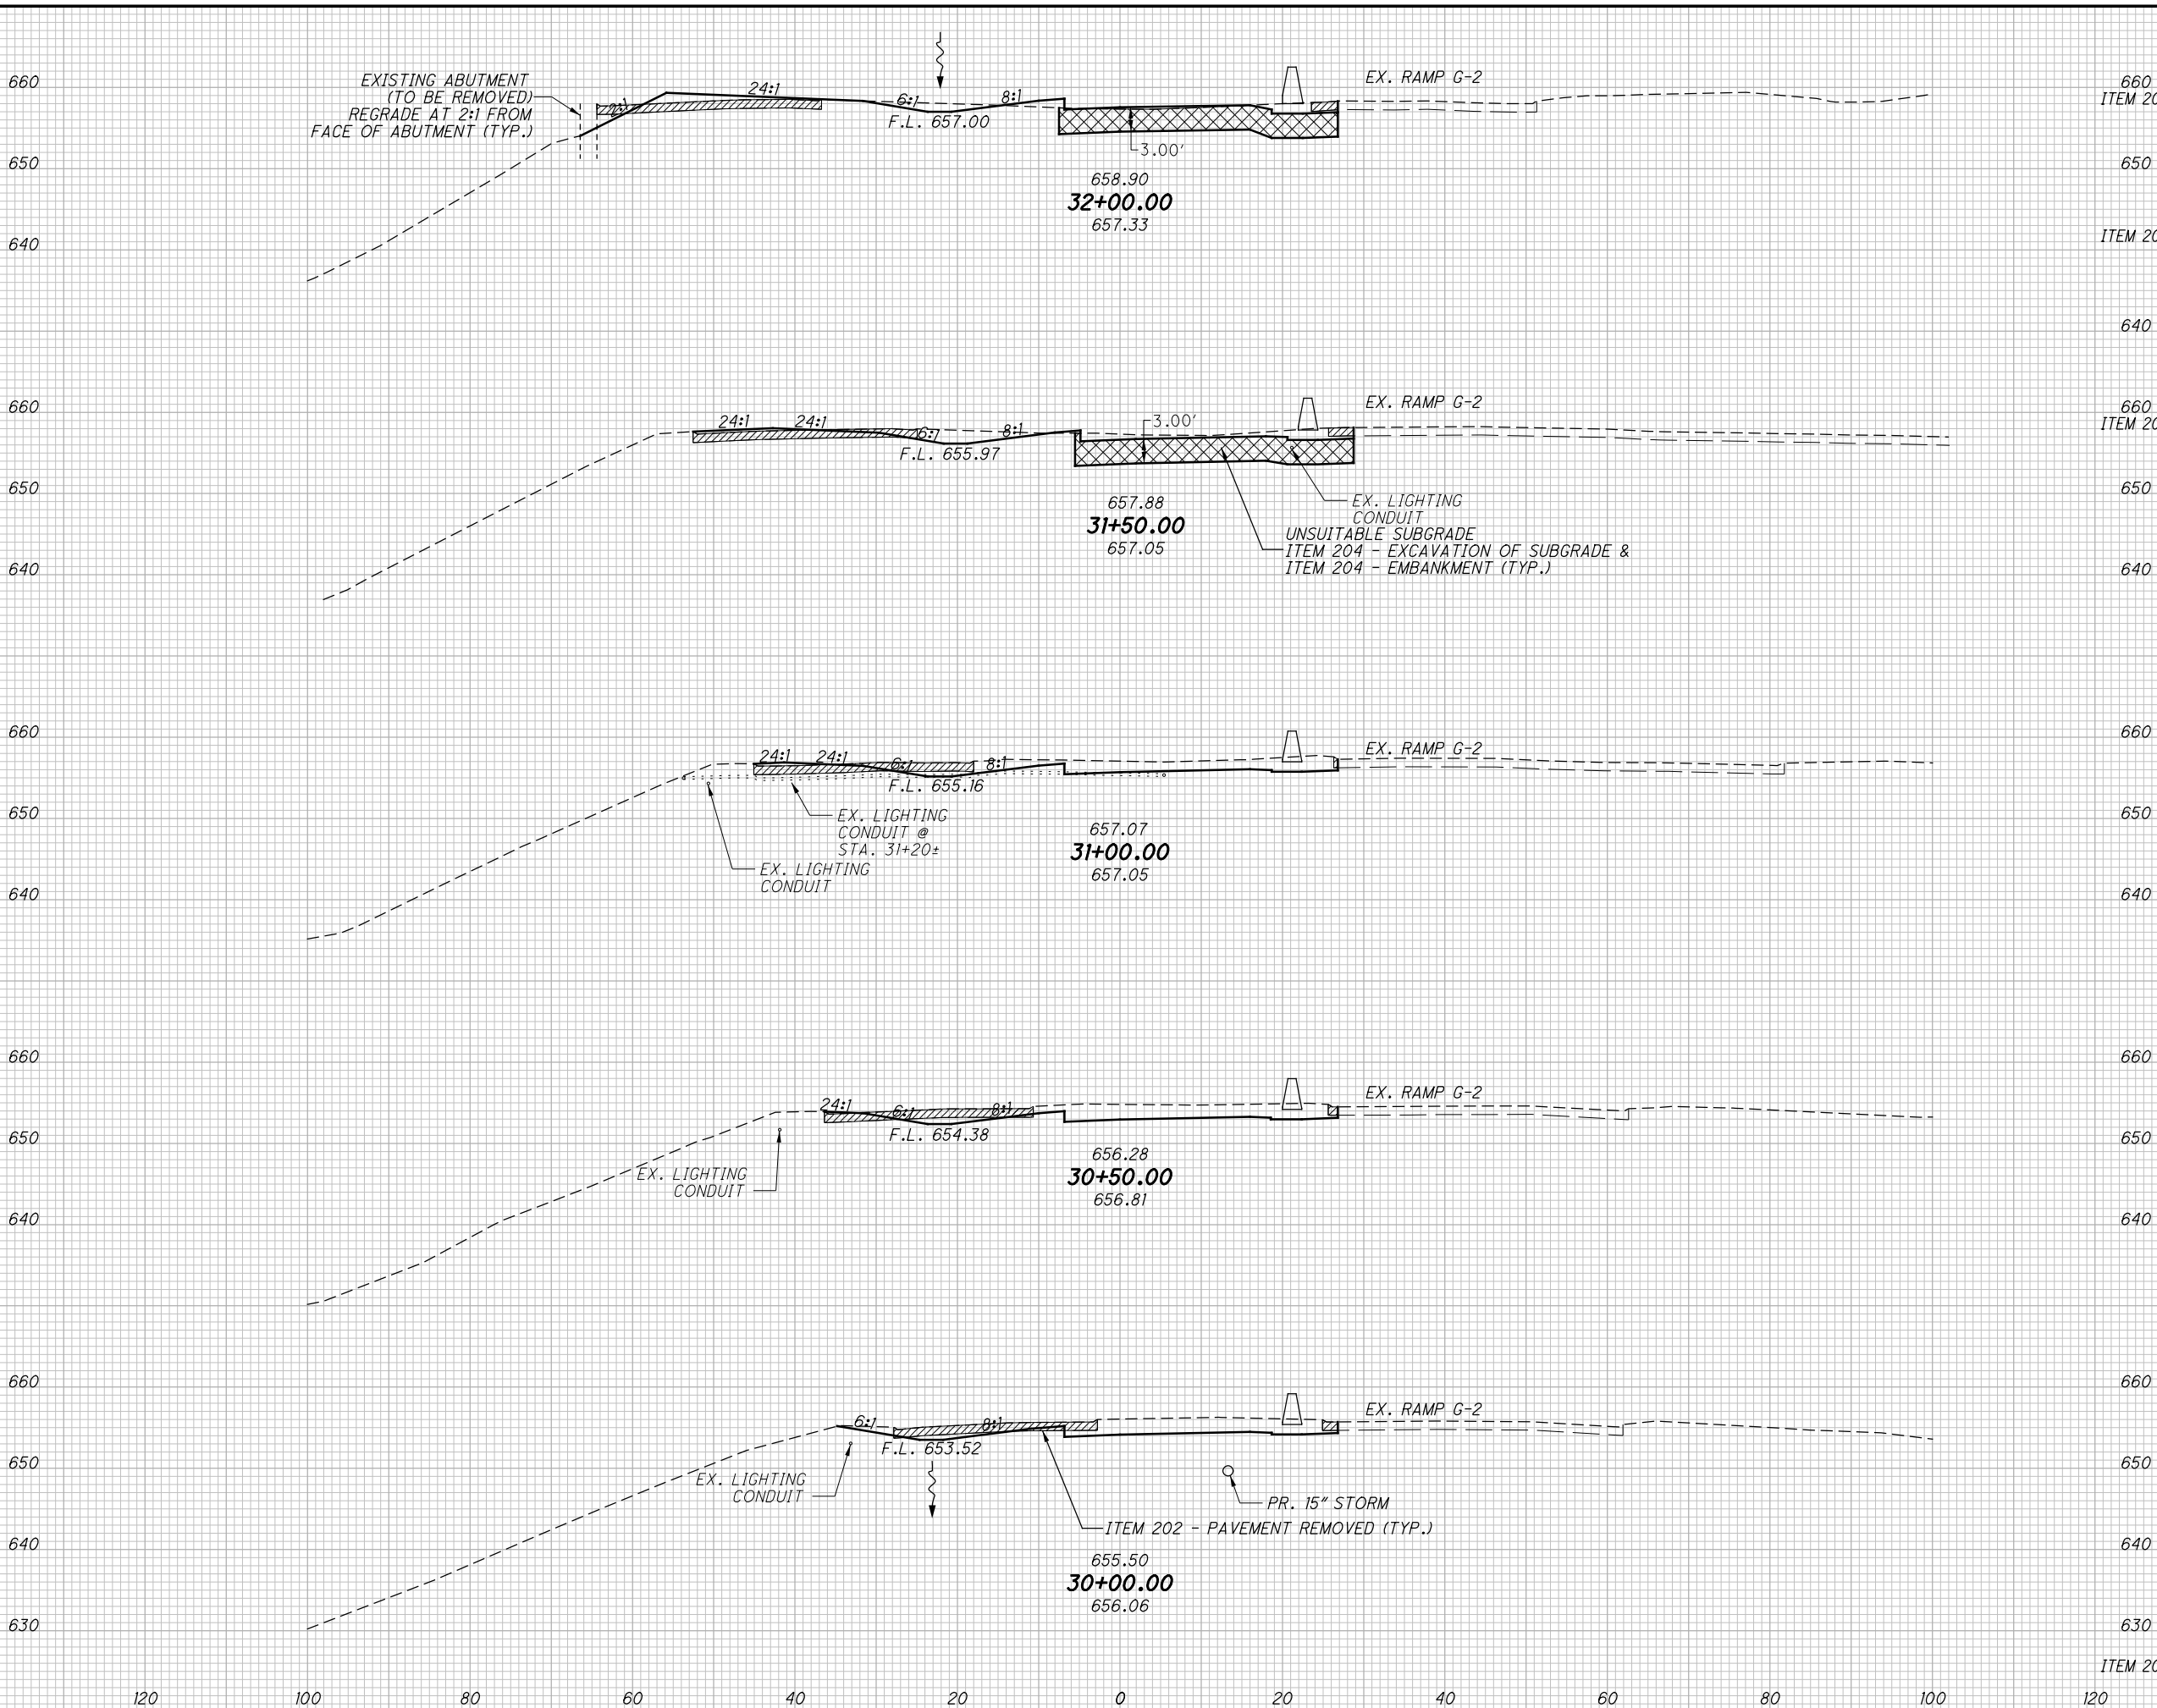 660
EXISTING ABUTMENT
(TO BE REMOVED)
REGRADE AT 2:1 FROM
FACE OF ABUTMENT (TYP.)
2:1
24:1
6:1
8:1
F.L. 657.00
EX. RAMP G-2
660
ITEM 20
3.00'
650
650
658.90
32+00.00
657.33
640
ITEM 20
640
660
24:1
24:1
6:1
8:1
F.L. 655.97
3.00'
EX. RAMP G-2
660
ITEM 20
650
650
657.88
31+50.00
657.05
EX. LIGHTING
CONDUIT
UNSUITABLE SUBGRADE
ITEM 204 - EXCAVATION OF SUBGRADE &
ITEM 204 - EMBANKMENT (TYP.)
640
640
660
660
24:1
24:1
6:1
8:1
F.L. 655.16
EX. RAMP G-2
650
650
EX. LIGHTING
CONDUIT @
STA. 31+20±
EX. LIGHTING
CONDUIT
657.07
31+00.00
657.05
640
640
660
660
24:1
6:1
8:1
F.L. 654.38
EX. RAMP G-2
650
650
EX. LIGHTING
CONDUIT
656.28
30+50.00
656.81
640
640
660
660
6:1
8:1
F.L. 653.52
EX. RAMP G-2
650
650
EX. LIGHTING
CONDUIT
PR. 15" STORM
ITEM 202 - PAVEMENT REMOVED (TYP.)
640
640
655.50
30+00.00
656.06
630
630
ITEM 20
120 100 80 60 40 20 0 20 40 60 80 100 120